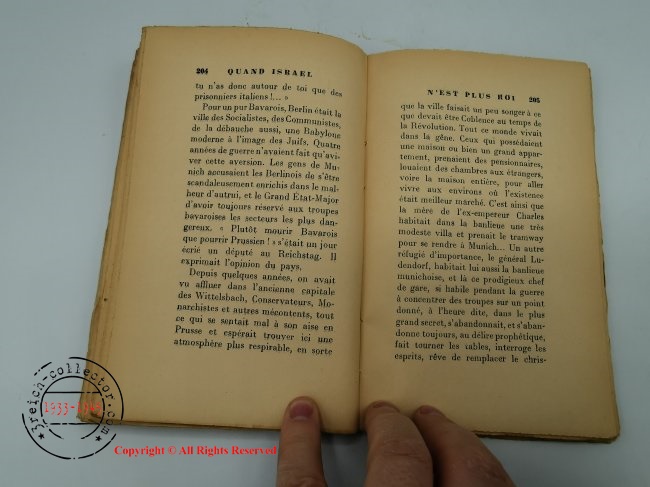 204 QUAND ISRAEL
tu n'as donc autour de toi que des
prisonniers italiens !... »
Pour un pur Bavarois, Berlin était la
ville des Socialistes, des Communistes,
de la débauche aussi, une Babylone
moderne à l'image des Juifs. Quatre
années de guerre n'avaient fait qu'avi-
ver cette aversion. Les gens de Mu-
nich accusaient les Berlinois de s'être
scandaleusement enrichis dans le mal-
heur d'autrui, et le Grand État-Major
d'avoir toujours réservé aux troupes
bavaroises les secteurs les plus dan-
gereux. « Plutôt mourir Bavarois
que pourrir Prussien ! » s'était un jour
écrié un député au Reichstag. Il
exprimait l'opinion du pays.
Depuis quelques années, on avait
vu affluer dans l'ancienne capitale
des Wittelsbach, Conservateurs, Mo-
narchistes et autres mécontents, tout
ce qui se sentait mal à son aise en
Prusse et espérait trouver ici une
atmosphère plus respirable, en sorte
N'EST PLUS ROI 205
que la ville faisait un peu songer à ce
que devait être Coblence au temps de
la Révolution. Tout ce monde vivait
dans la gêne. Ceux qui possédaient
une maison ou bien un grand appar-
tement, prenaient des pensionnaires,
louaient des chambres aux étrangers,
voire la maison entière, pour aller
vivre aux environs où l'existence
était meilleur marché. C'est ainsi que
la mère de l'ex-empereur Charles
habitait dans la banlieue une très
modeste villa et prenait le tramway
pour se rendre à Munich... Un autre
réfugié d'importance, le général Lu-
dendorf, habitait lui aussi la banlieue
munichoise, et là ce prodigieux chef
de gare, si habile pendant la guerre
à concentrer des troupes sur un point
donné, à l'heure dite, dans le plus
grand secret, s'abandonnait, et s'aban-
donne toujours, au délire prophétique,
fait tourner les tables, interroge les
esprits, rêve de remplacer le chris-
3reich-collector.com
1933-1945
Copyright © All Rights Reserved